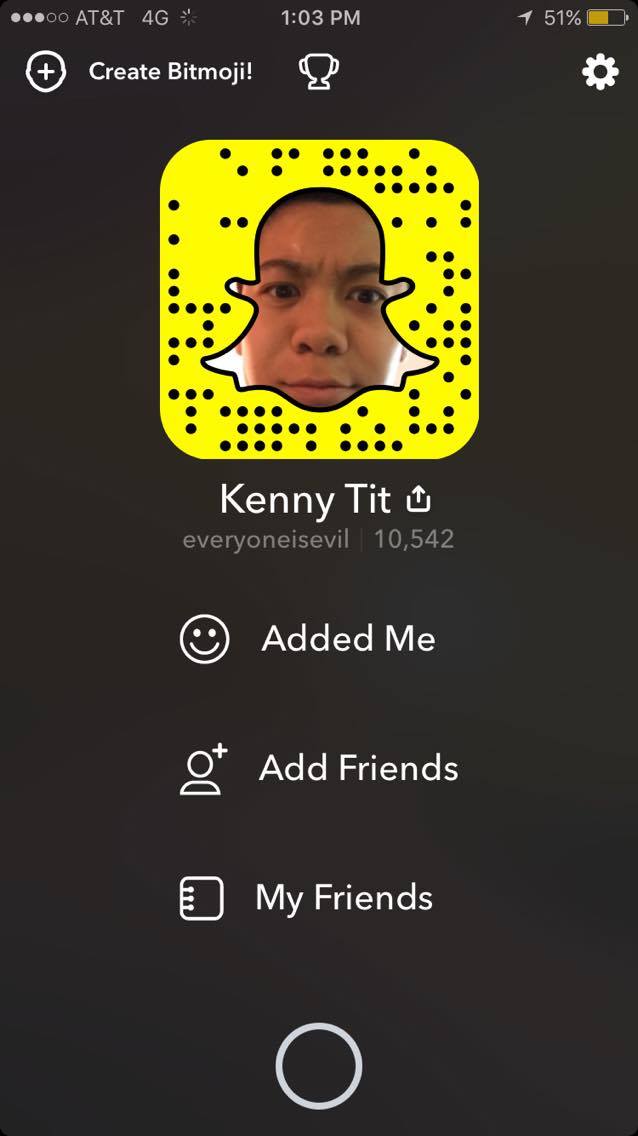 AT&T 4G 1:03 PM 51%
Create Bitmoji!
Kenny Tit
everyoneisevil | 10,542
Added Me
Add Friends
My Friends